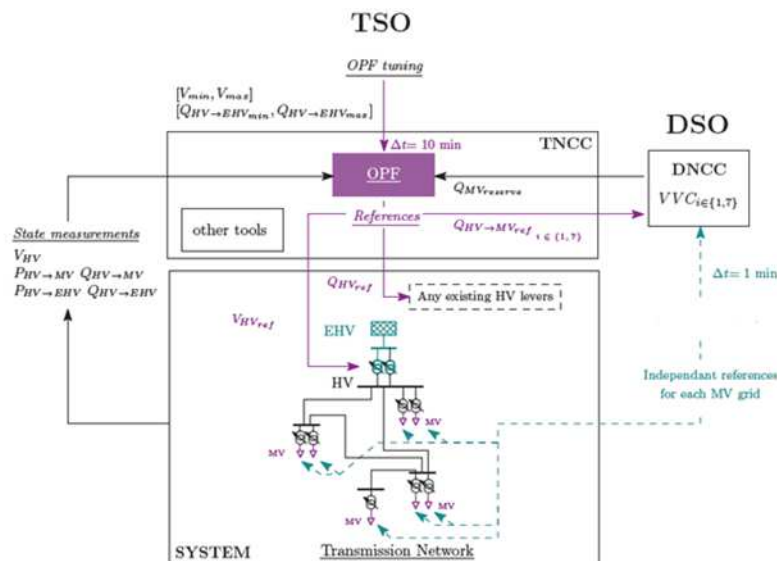 TSO
OPF tuning
[V_min, V_max]
[Q_HV→EHV_min, Q_HV→EHV_max]
Δt= 10 min
TNCC
OPF
Q_MV_reserve
References
Q_HV→MV_ref i ∈ {1,7}
other tools
DSO
DNCC
VVC_i∈{1,7}
Δt= 1 min
Independant references
for each MV grid
State measurements
V_HV
P_HV→MV Q_HV→MV
P_HV→EHV Q_HV→EHV
Q_HV_ref
Any existing HV levers
V_HV_ref
EHV
HV
MV
MV
MV
MV
SYSTEM
Transmission Network